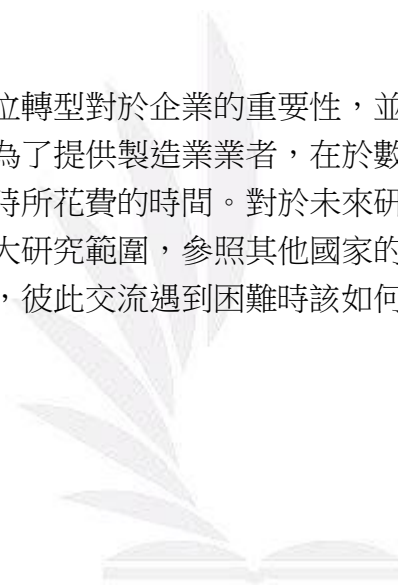 位轉型對於企業的重要性，並
為了提供製造業業者，在於數
時所花費的時間。對於未來研
大研究範圍，參照其他國家的
，彼此交流遇到困難時該如何